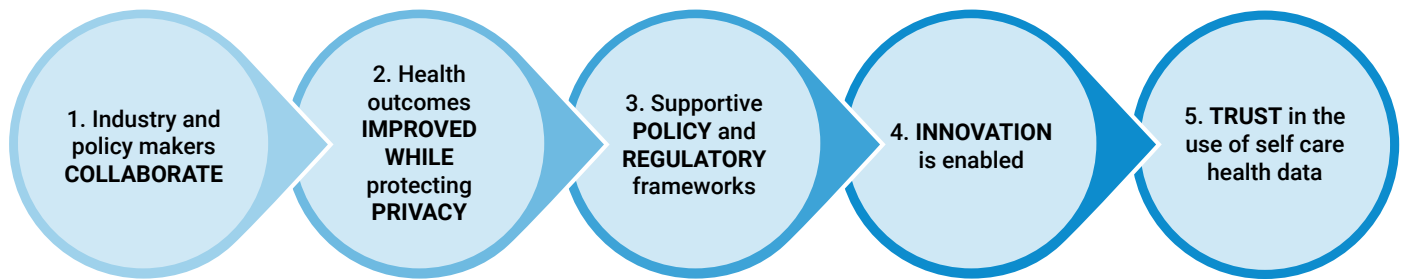 1. Industry and
policy makers
COLLABORATE
2. Health
outcomes
IMPROVED
WHILE
protecting
PRIVACY
3. Supportive
POLICY and
REGULATORY
frameworks
4. INNOVATION
is enabled
5. TRUST in the
use of self care
health data